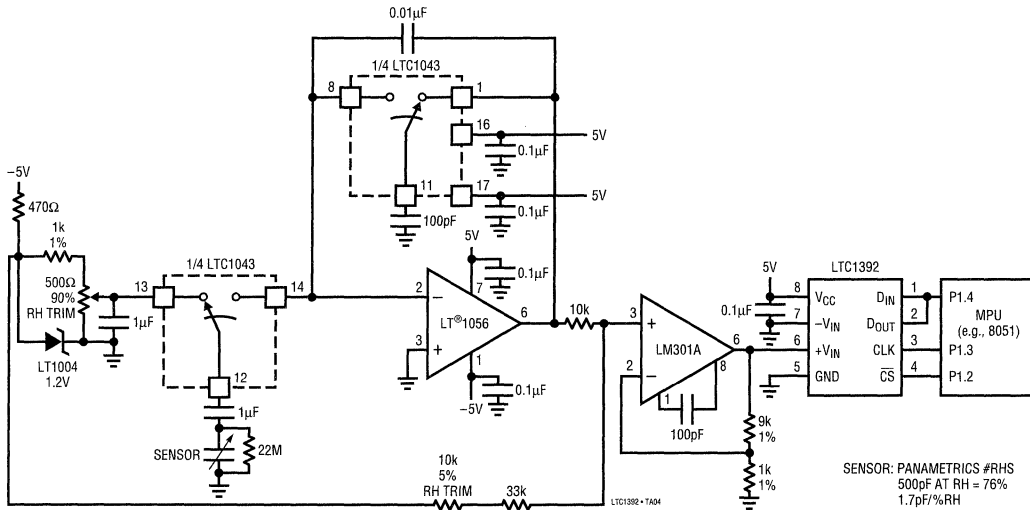 0.01µF
1/4 LTC1043
8
1
16
5V
0.1µF
17
5V
0.1µF
11
100pF
–5V
470Ω
1k
1%
500Ω
90%
RH TRIM
1µF
LT1004
1.2V
1/4 LTC1043
13
14
12
1µF
SENSOR
22M
5V
0.1µF
7
2
–
LT®1056
6
3
+
1
0.1µF
–5V
10k
3
+
LM301A
6
2
–
8
1
100pF
9k
1%
1k
1%
10k
5%
RH TRIM
33k
LTC1392 • TA04
LTC1392
5V
0.1µF
8
VCC
DIN
1
P1.4
7
–VIN
DOUT
2
MPU
(e.g., 8051)
6
+VIN
CLK
3
P1.3
5
GND
CS
4
P1.2
SENSOR: PANAMETRICS #RHS
500pF AT RH = 76%
1.7pF/%RH